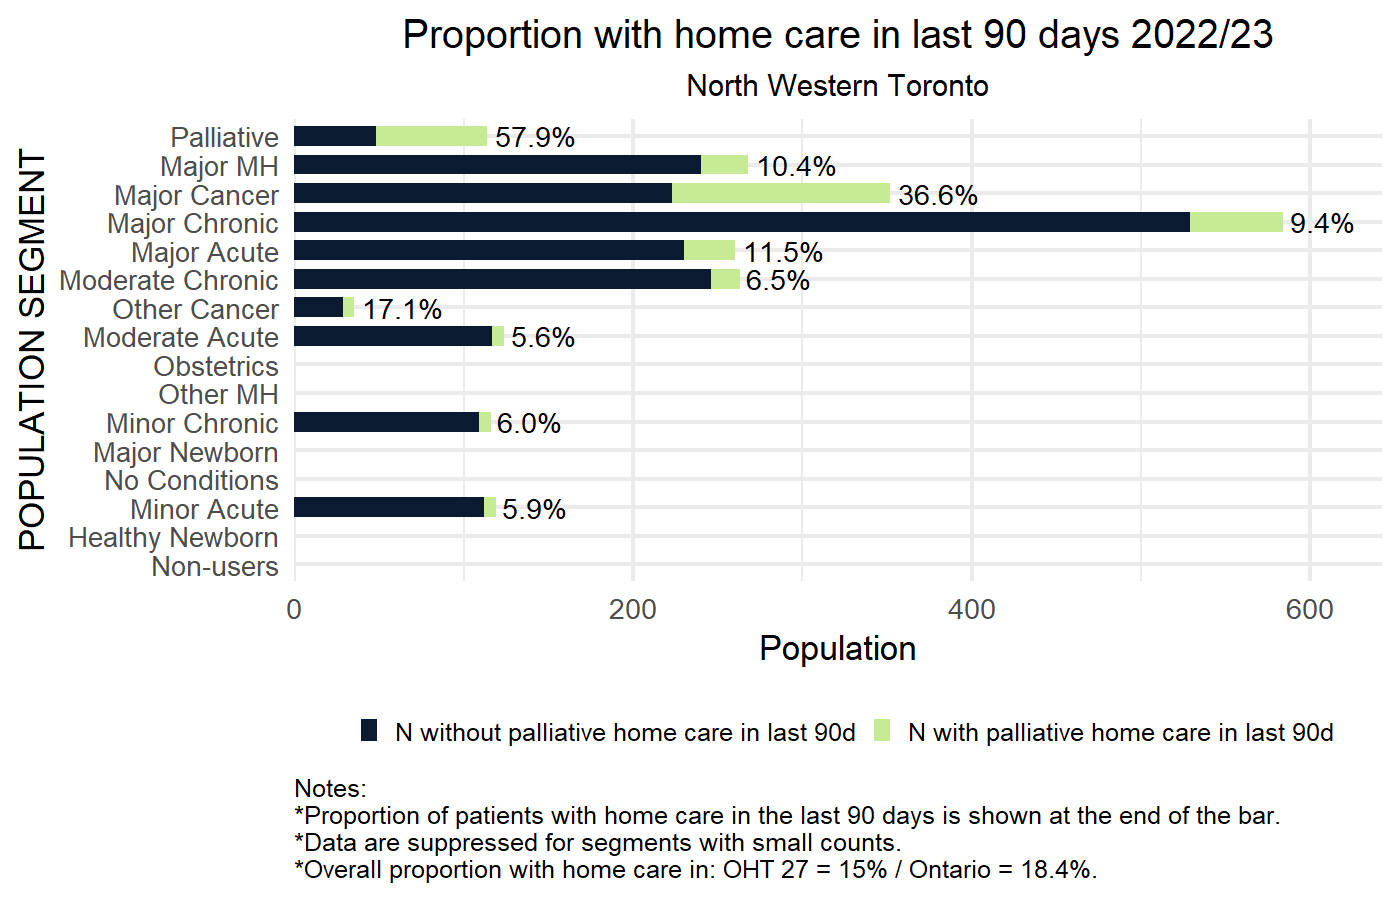 Proportion with home care in last 90 days 2022/23
North Western Toronto
POPULATION SEGMENT
Palliative 57.9%
Major MH 10.4%
Major Cancer 36.6%
Major Chronic 9.4%
Major Acute 11.5%
Moderate Chronic 6.5%
Other Cancer 17.1%
Moderate Acute 5.6%
Obstetrics
Other MH
Minor Chronic 6.0%
Major Newborn
No Conditions
Minor Acute 5.9%
Healthy Newborn
Non-users
0 200 400 600
Population
N without palliative home care in last 90d N with palliative home care in last 90d
Notes:
*Proportion of patients with home care in the last 90 days is shown at the end of the bar.
*Data are suppressed for segments with small counts.
*Overall proportion with home care in: OHT 27 = 15% / Ontario = 18.4%.